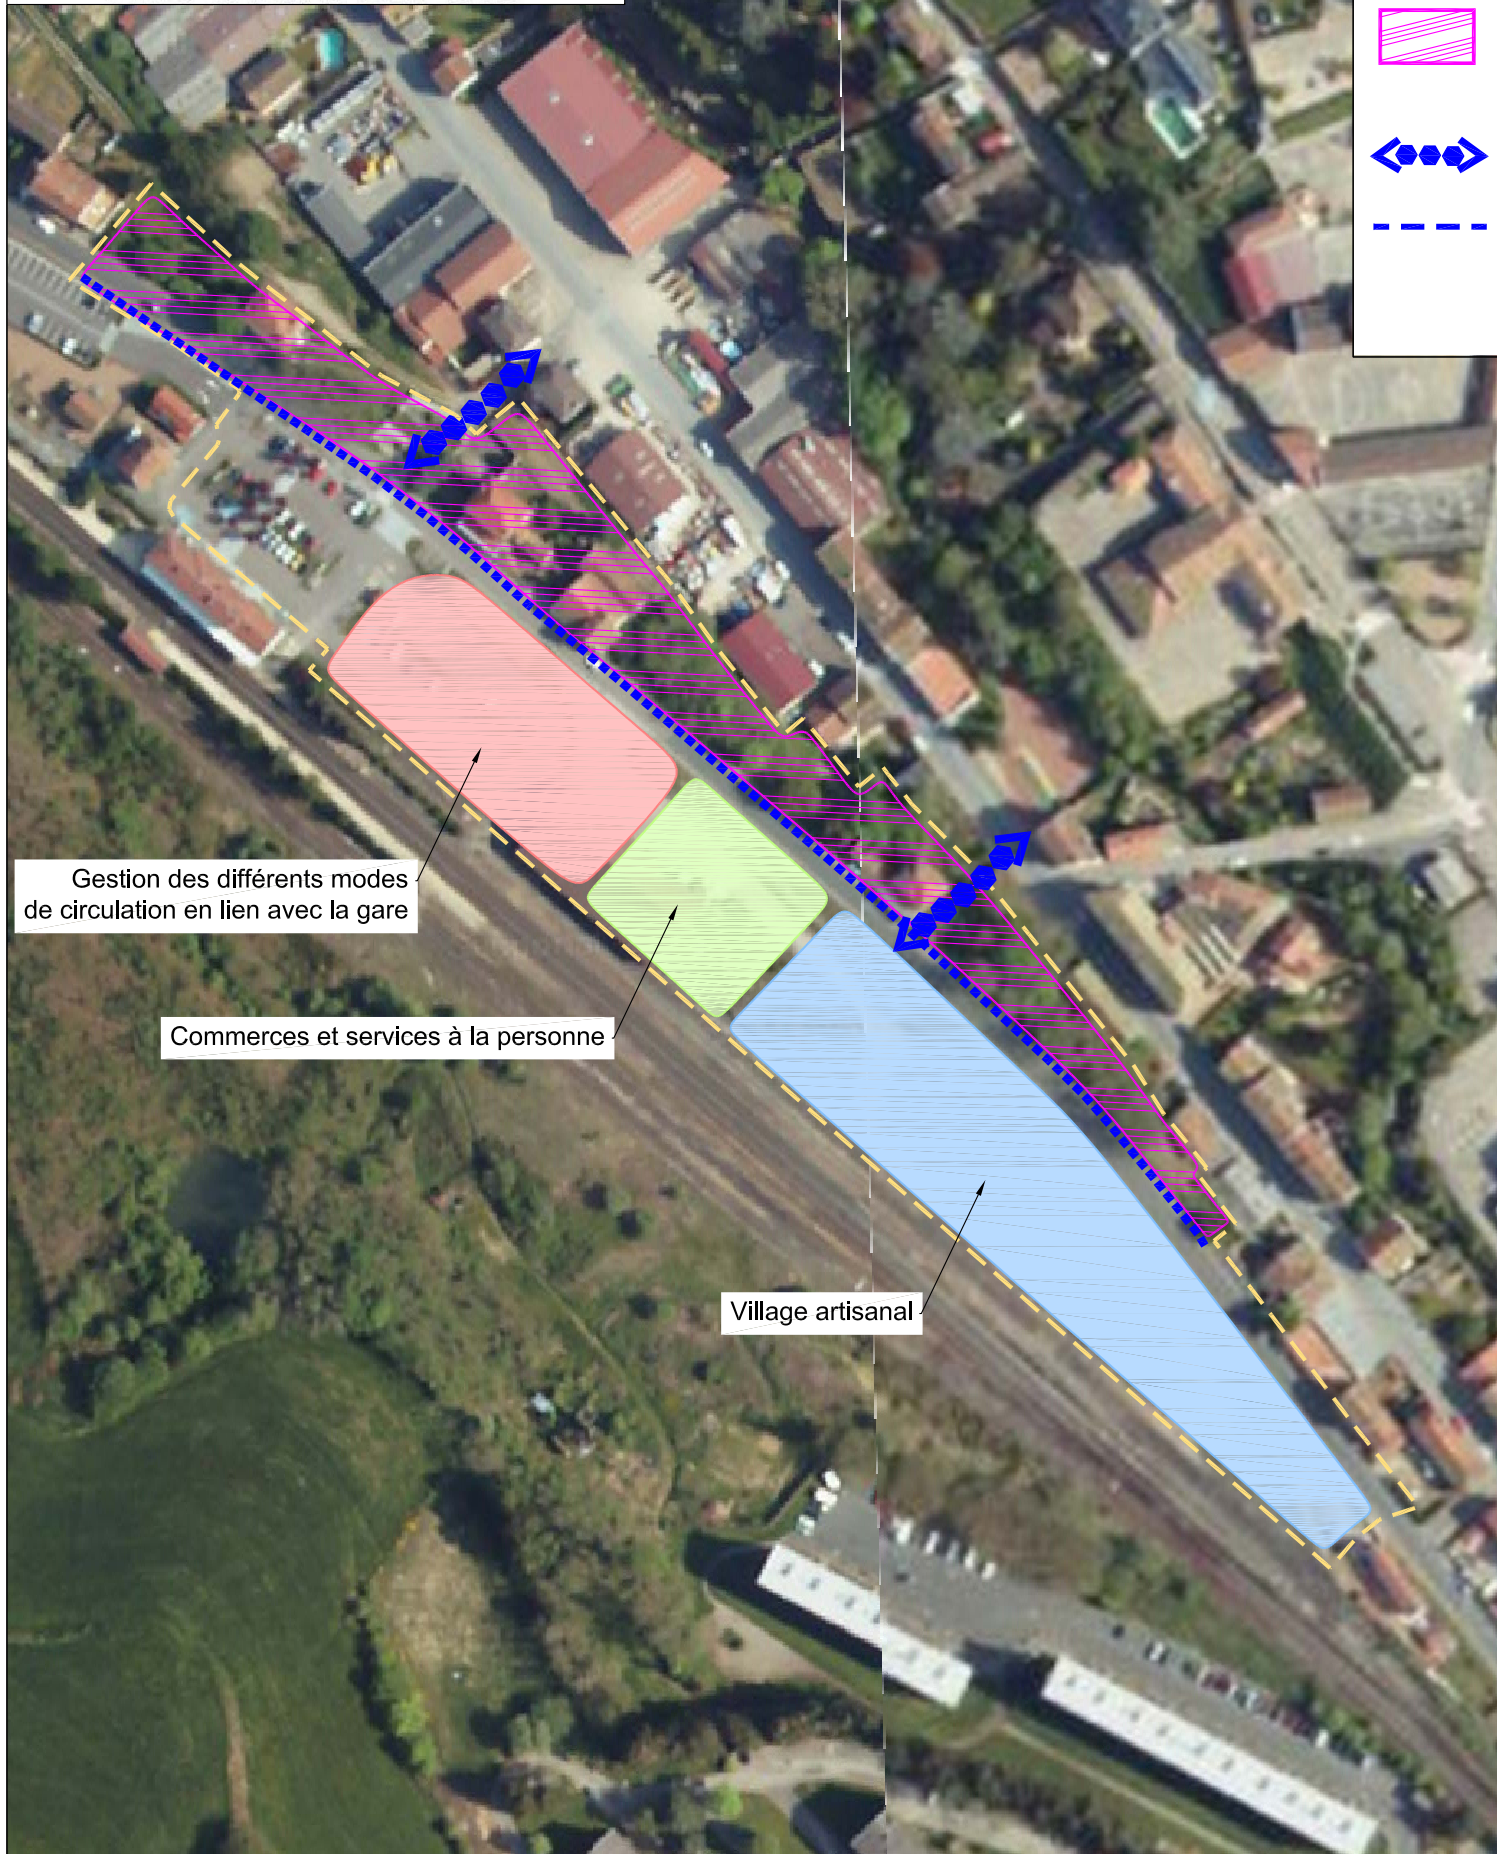 Gestion des différents modes
de circulation en lien avec la gare
Commerces et services à la personne
Village artisanal